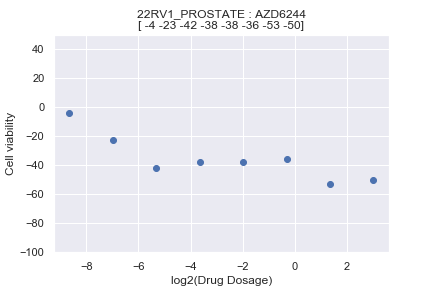 22RV1_PROSTATE : AZD6244
[ -4 -23 -42 -38 -38 -36 -53 -50]
40
20
0
−20
−40
−60
−80
−100
Cell viability
−8 −6 −4 −2 0 2
log2(Drug Dosage)